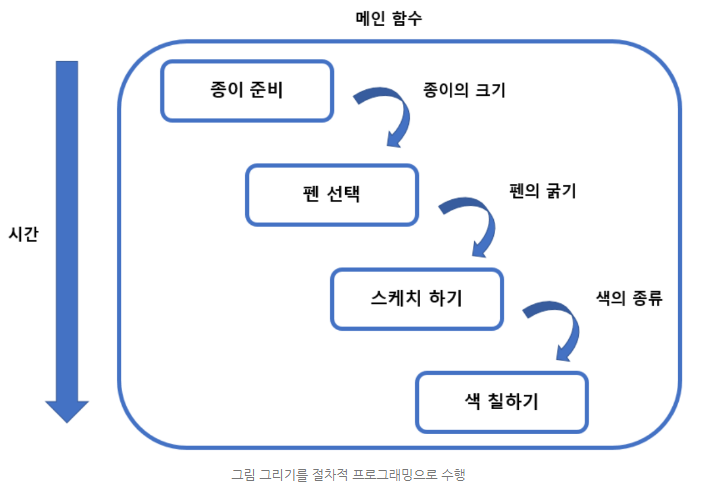 메인 함수
종이 준비
종이의 크기
펜 선택
펜의 굵기
시간
스케치 하기
색의 종류
색 칠하기
그림 그리기를 절차적 프로그래밍으로 수행